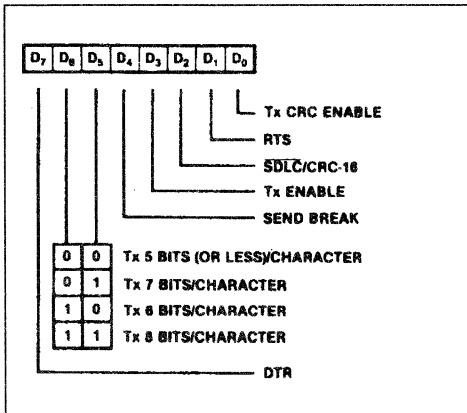 D7 D6 D5 D4 D3 D2 D1 D0
Tx CRC ENABLE
RTS
SDLC/CRC-16
Tx ENABLE
SEND BREAK
0 0 Tx 5 BITS (OR LESS)/CHARACTER
0 1 Tx 7 BITS/CHARACTER
1 0 Tx 6 BITS/CHARACTER
1 1 Tx 8 BITS/CHARACTER
DTR